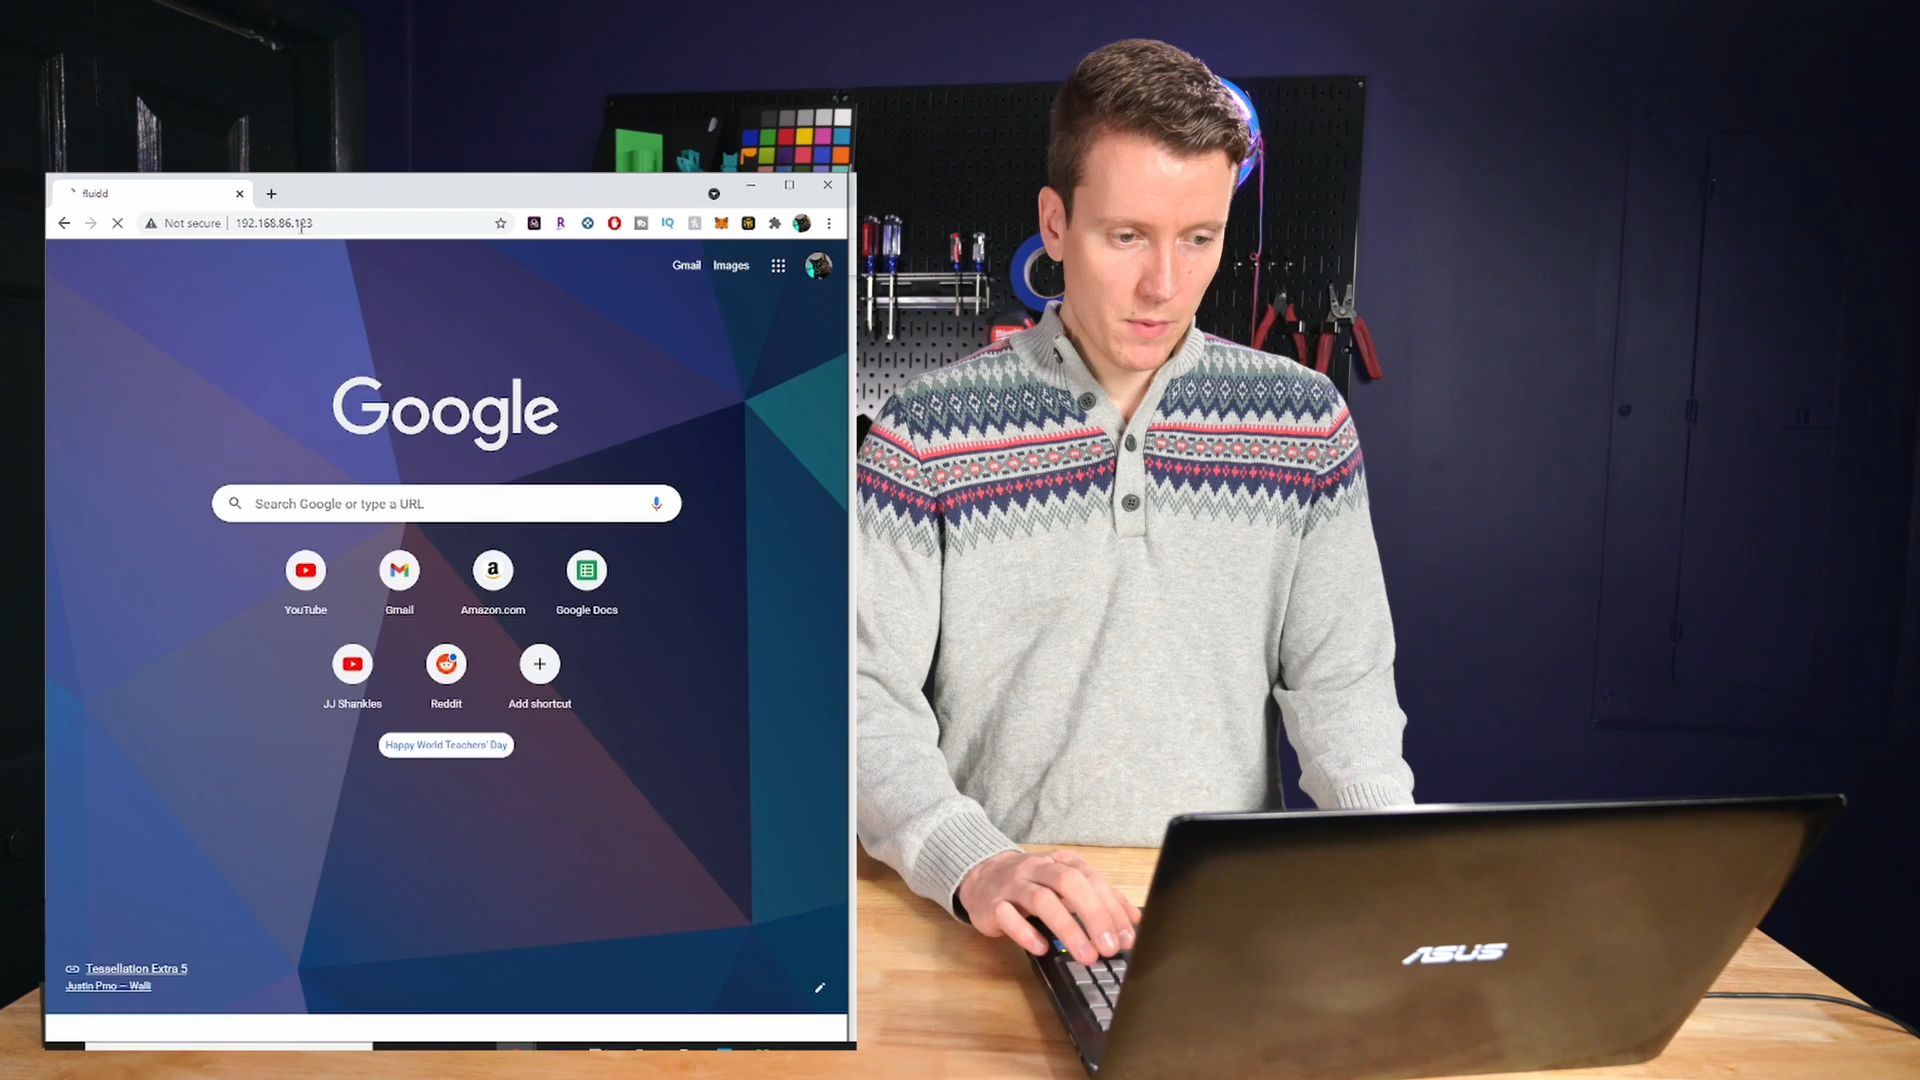 fluidd
Not secure
192.168.86.123
Gmail
Images
Google
Search Google or type a URL
YouTube
Gmail
Amazon.com
Google Docs
JJ Shankles
Reddit
Add shortcut
Happy World Teachers' Day
Tessellation Extra 5
Justin Prno — Walli
ASUS